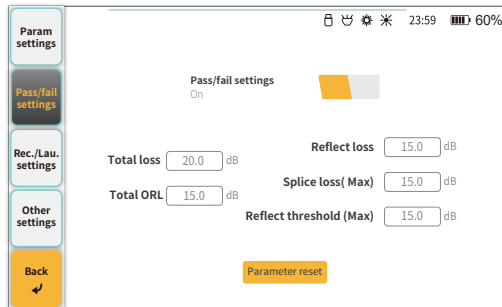 23:59 60%
Param
settings
Pass/fail
settings
Rec./Lau.
settings
Other
settings
Back
Pass/fail settings
On
Total loss 20.0 dB
Total ORL 15.0 dB
Reflect loss 15.0 dB
Splice loss( Max) 15.0 dB
Reflect threshold (Max) 15.0 dB
Parameter reset